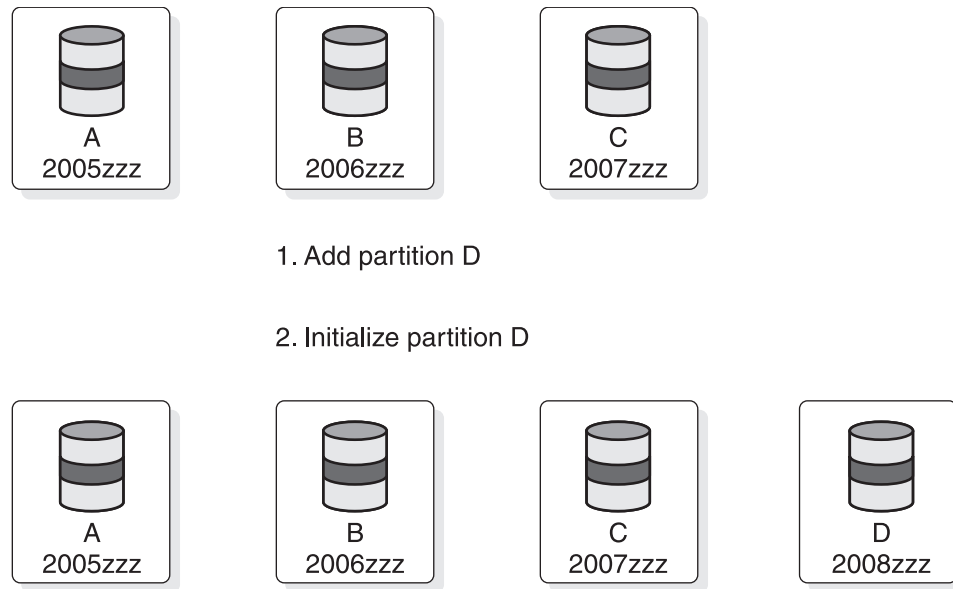 A
2005zzz
B
2006zzz
C
2007zzz
1. Add partition D
2. Initialize partition D
A
2005zzz
B
2006zzz
C
2007zzz
D
2008zzz